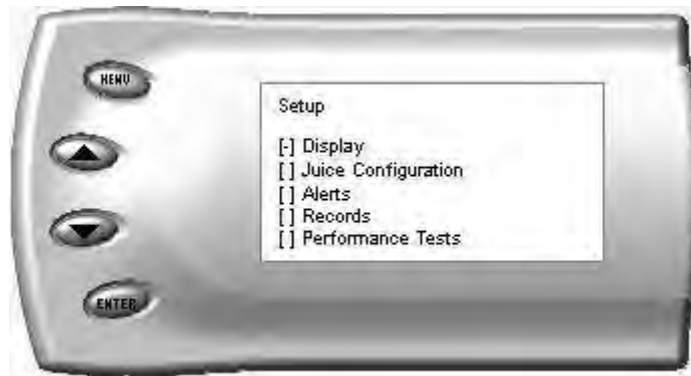 MENU
Setup
[-] Display
[ ] Juice Configuration
[ ] Alerts
[ ] Records
[ ] Performance Tests
ENTER